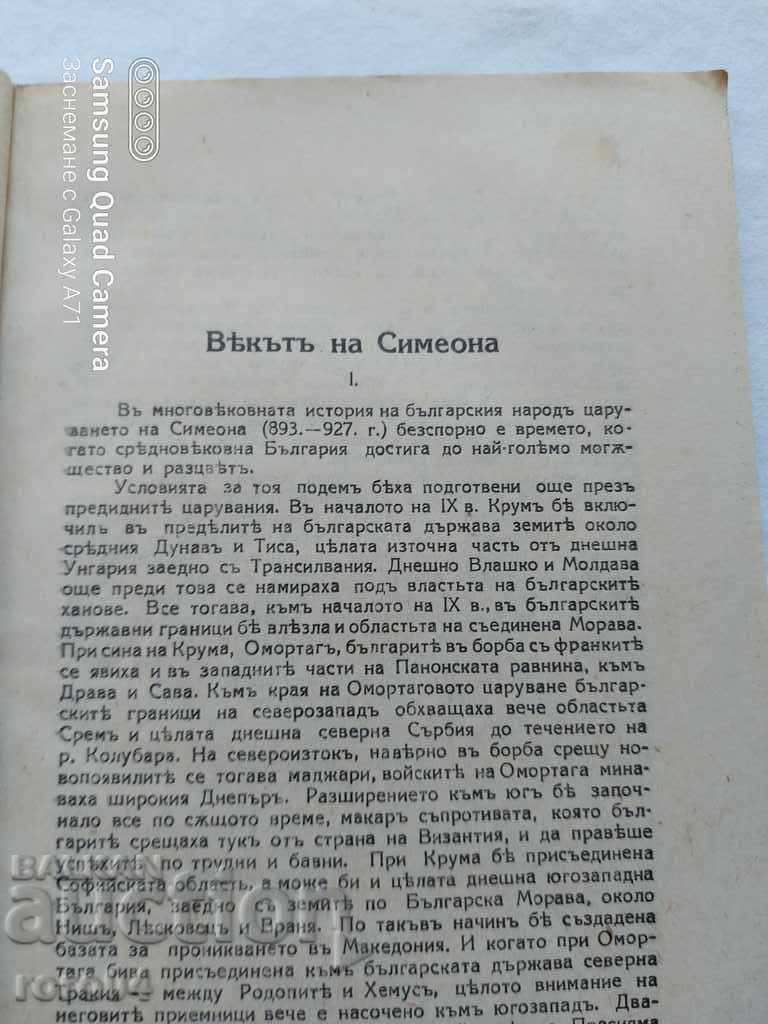 Samsung Quad Camera
Заснемане с Galaxy A71
Вѣкътъ на Симеона
I.
Въ многовѣковната история на българския народъ цару-
ването на Симеона (893.—927. г.) безспорно е времето, ко-
гато срѣдновѣковна България достига до най-голѣмо могѫ-
щество и разцвѣтъ.
Условията за тоя подемъ бѣха подготвени още презъ
предиднитѣ царувания. Въ началото на IX в. Крумъ бѣ вклю-
чилъ въ предѣлитѣ на българската държава земитѣ около
срѣдния Дунавъ и Тиса, цѣлата източна часть отъ днешна
Унгария заедно съ Трансилвания. Днешно Влашко и Молдава
още преди това се намираха подъ властьта на българскитѣ
ханове. Все тогава, къмъ началото на IX в., въ българскитѣ
държавни граници бѣ влѣзла и областьта на съединена Морава.
При сина на Крума, Омортагъ, българитѣ въ борба съ франкитѣ
се явиха и въ западнитѣ части на Панонската равнина, къмъ
Драва и Сава. Къмъ края на Омортаговото царуване българ-
скитѣ граници на северозападъ обхващаха вече областьта
Сремъ и цѣлата днешна северна Сърбия до течението на
р. Колубара. На североизтокъ, навѣрно въ борба срещу но-
вопоявилитѣ се тогава маджари, войскитѣ на Омортага мина-
ваха широкия Днепъръ. Разширението къмъ югъ бѣ започ-
нало все по сѫщото време, макаръ съпротивата, която бъл-
гаритѣ срещаха тукъ отъ страна на Византия, и да правѣше
успѣхитѣ по трудни и бавни. При Крума бѣ присъединена
Софийската область, а може би и цѣлата днешна югозападна
България, заедно съ земитѣ по Българска Морава, около
Нишъ, Лѣсковецъ и Враня. По такъвъ начинъ бѣ създадена
базата за проникването въ Македония. И когато при Омор-
тага бива присъединена къмъ българската държава северна
Тракия — между Родопитѣ и Хемусъ, цѣлото внимание на
неговитѣ приемници вече е насочено къмъ югозападъ. Два-
BALKAN
auction
roto04